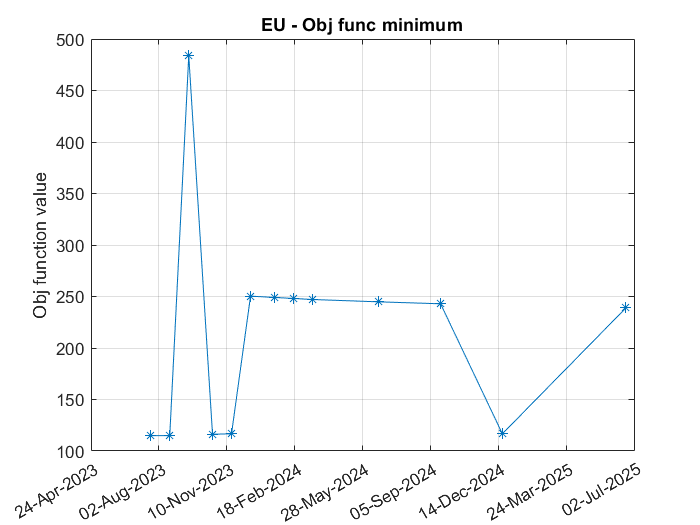 EU - Obj func minimum
500
450
400
350
300
250
200
150
100
Obj function value
24-Apr-2023
02-Aug-2023
10-Nov-2023
18-Feb-2024
28-May-2024
05-Sep-2024
14-Dec-2024
24-Mar-2025
02-Jul-2025